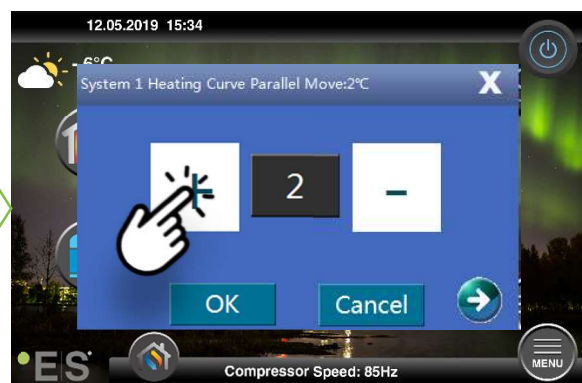 12.05.2019 15:34
-6°C
System 1 Heating Curve Parallel Move:2℃
X
+ 2 -
OK Cancel
•ES
Compressor Speed: 85Hz
MENU